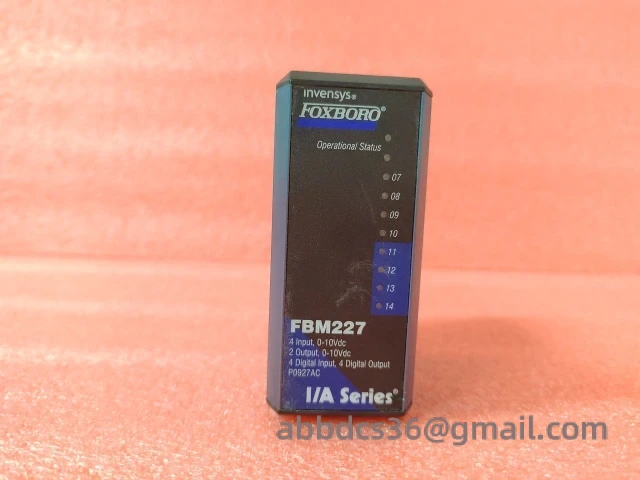 invensys®
FOXBORO®
Operational Status
07
08
09
10
11
12
13
14
FBM227
4 Input, 0-10Vdc
2 Output, 0-10Vdc
4 Digital Input, 4 Digital Output
P0927AC
I/A Series®
abbdcs36@gmail.com